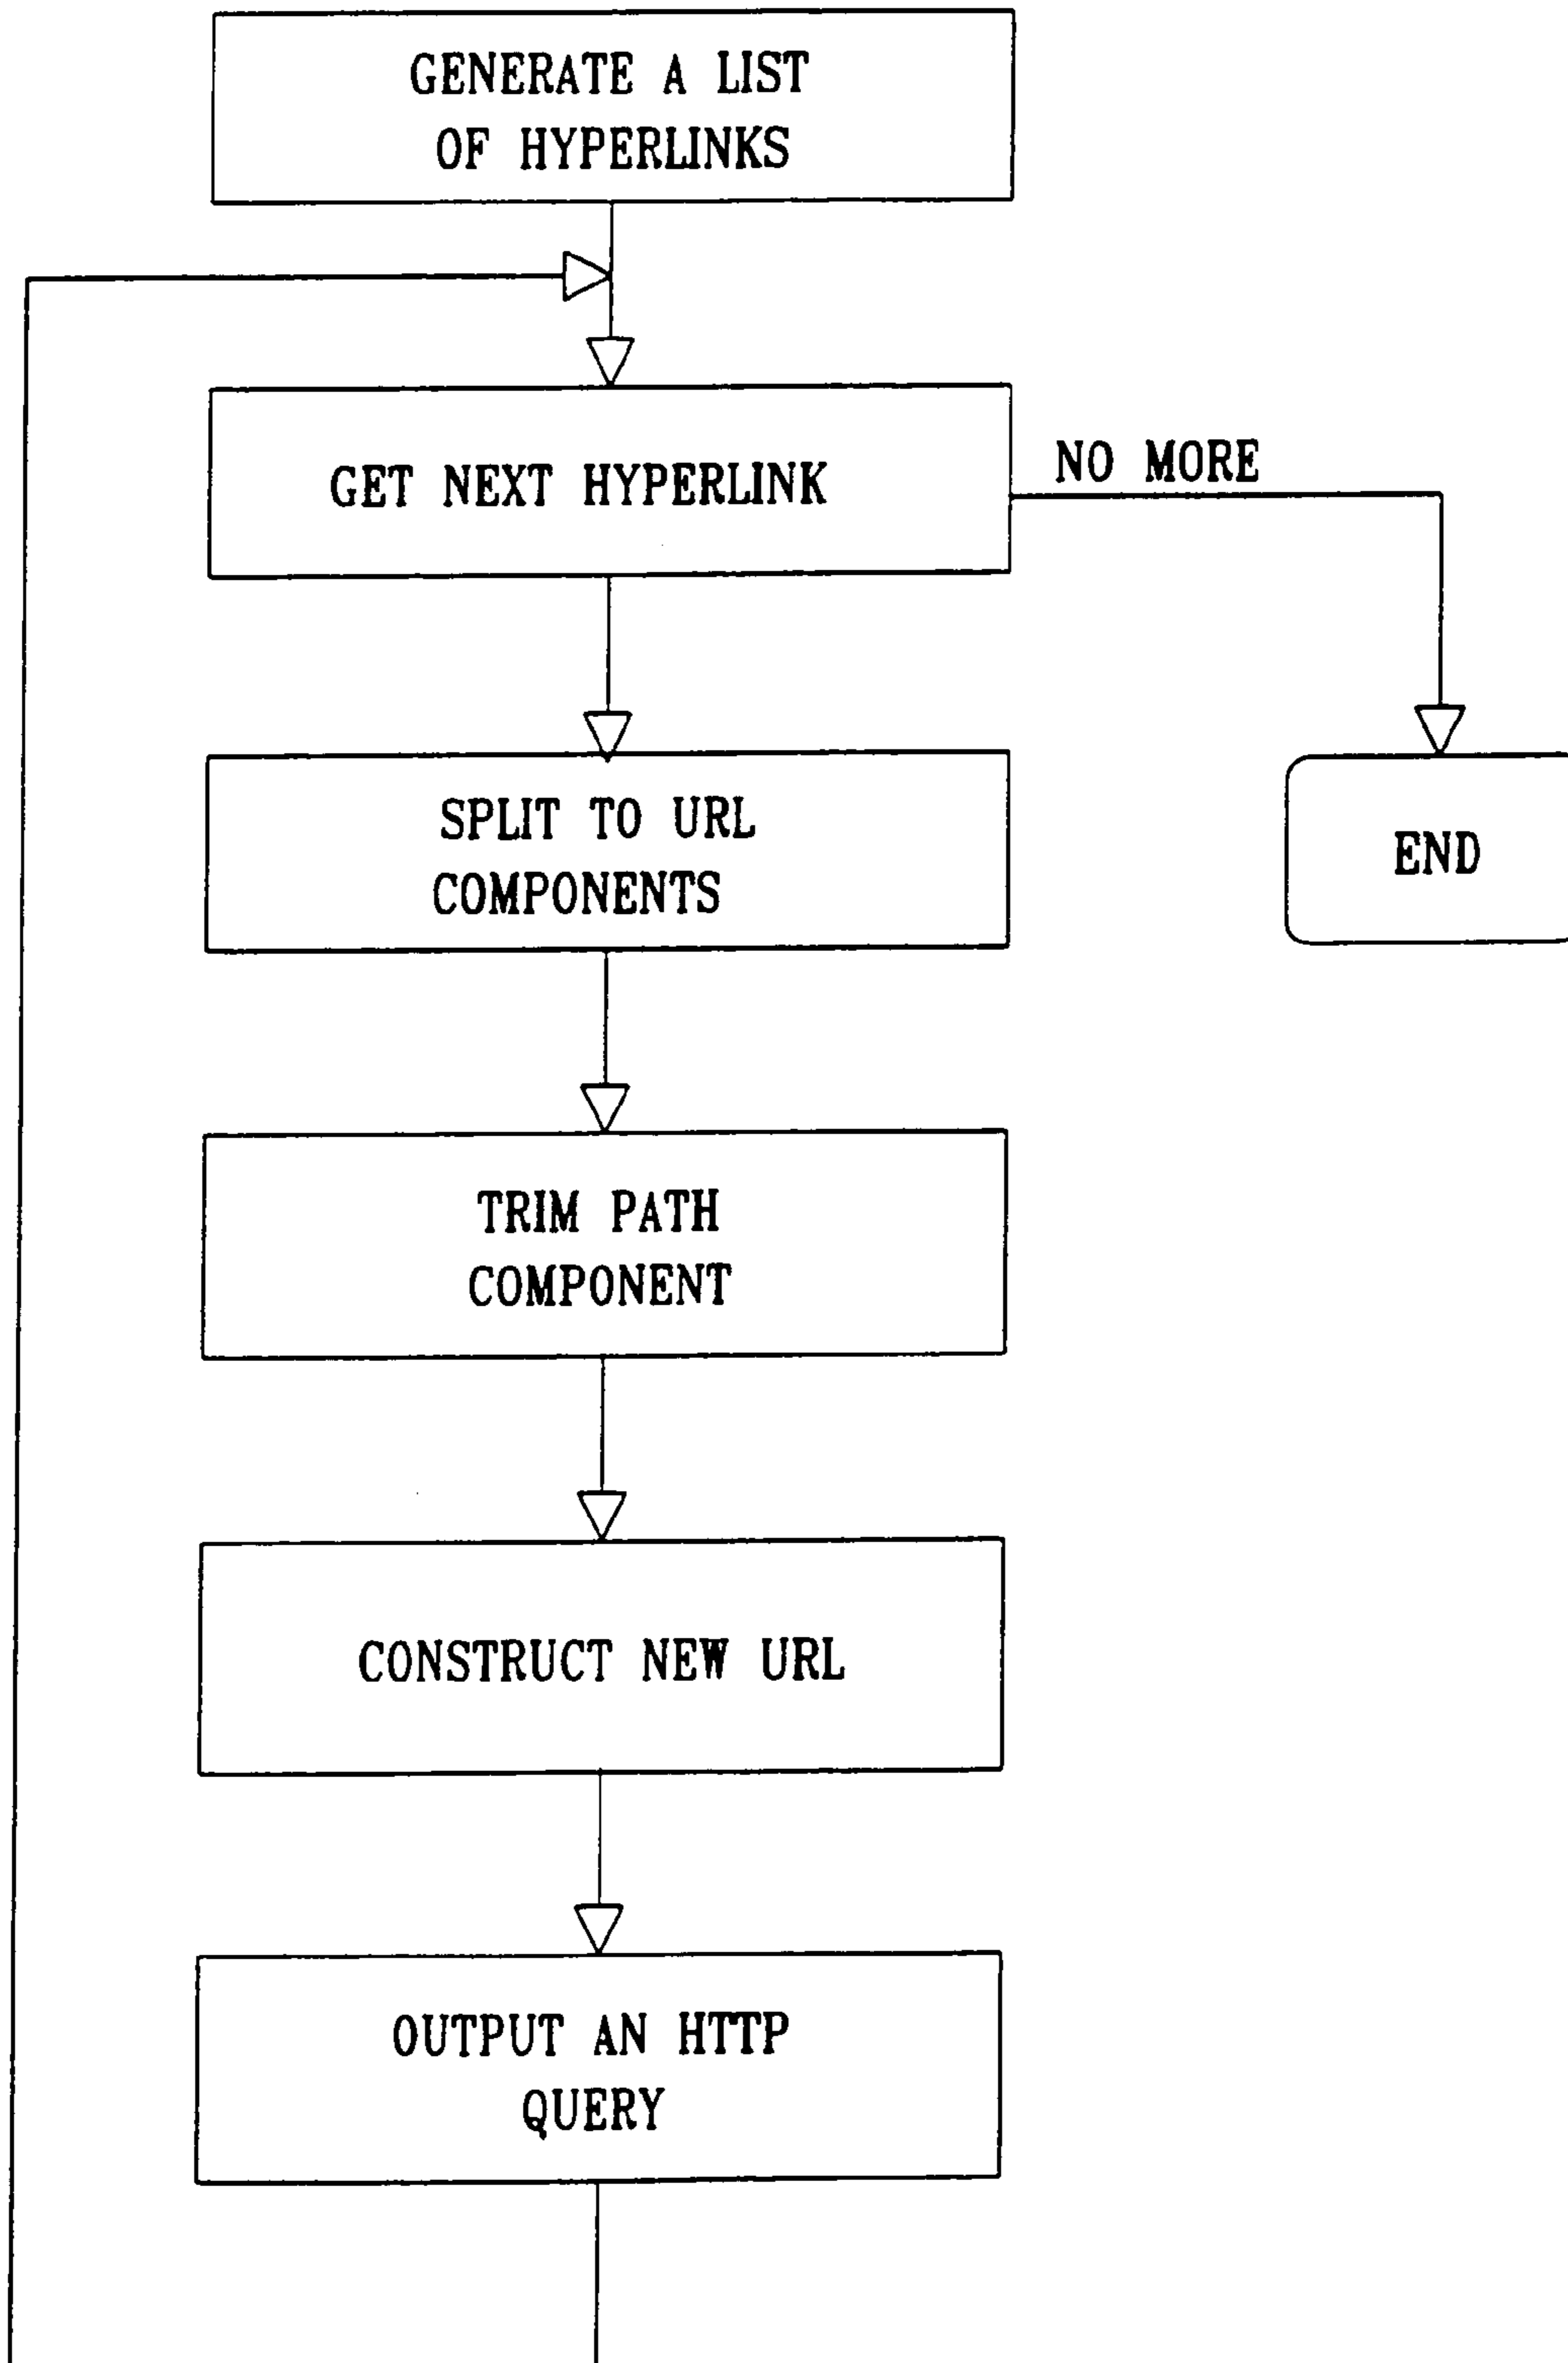 GENERATE A LIST
OF HYPERLINKS
GET NEXT HYPERLINK
NO MORE
SPLIT TO URL
COMPONENTS
END
TRIM PATH
COMPONENT
CONSTRUCT NEW URL
OUTPUT AN HTTP
QUERY